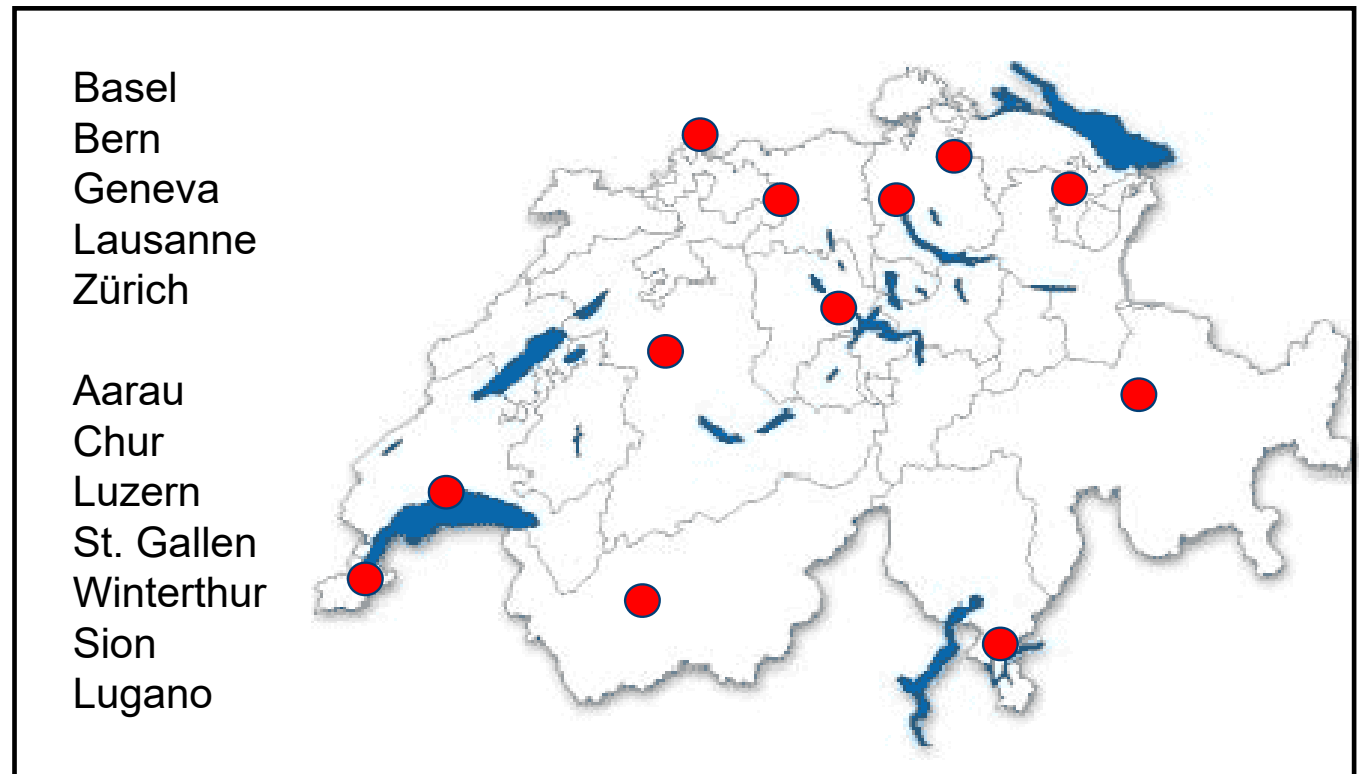 Basel
Bern
Geneva
Lausanne
Zürich
Aarau
Chur
Luzern
St. Gallen
Winterthur
Sion
Lugano